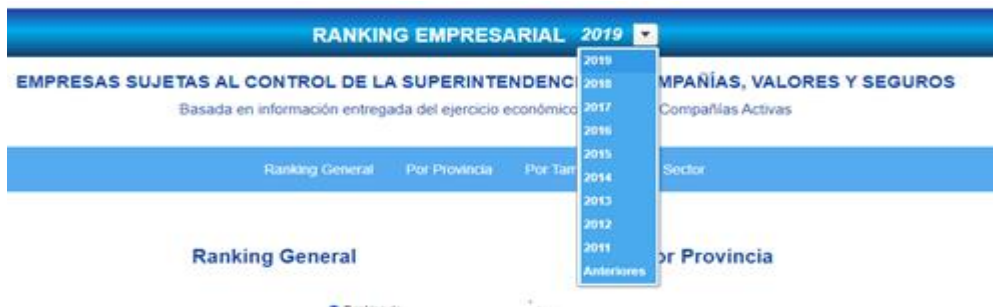 RANKING EMPRESARIAL 2019
2019
EMPRESAS SUJETAS AL CONTROL DE LA SUPERINTENDENCI 2018 MPAÑÍAS, VALORES Y SEGUROS
Basada en información entregada del ejercicio económico 2017 Compañías Activas
2016
2015
Ranking General Por Provincia Por Tam 2014 Sector
2013
2012
2011
Ranking General or Provincia
Anteriores